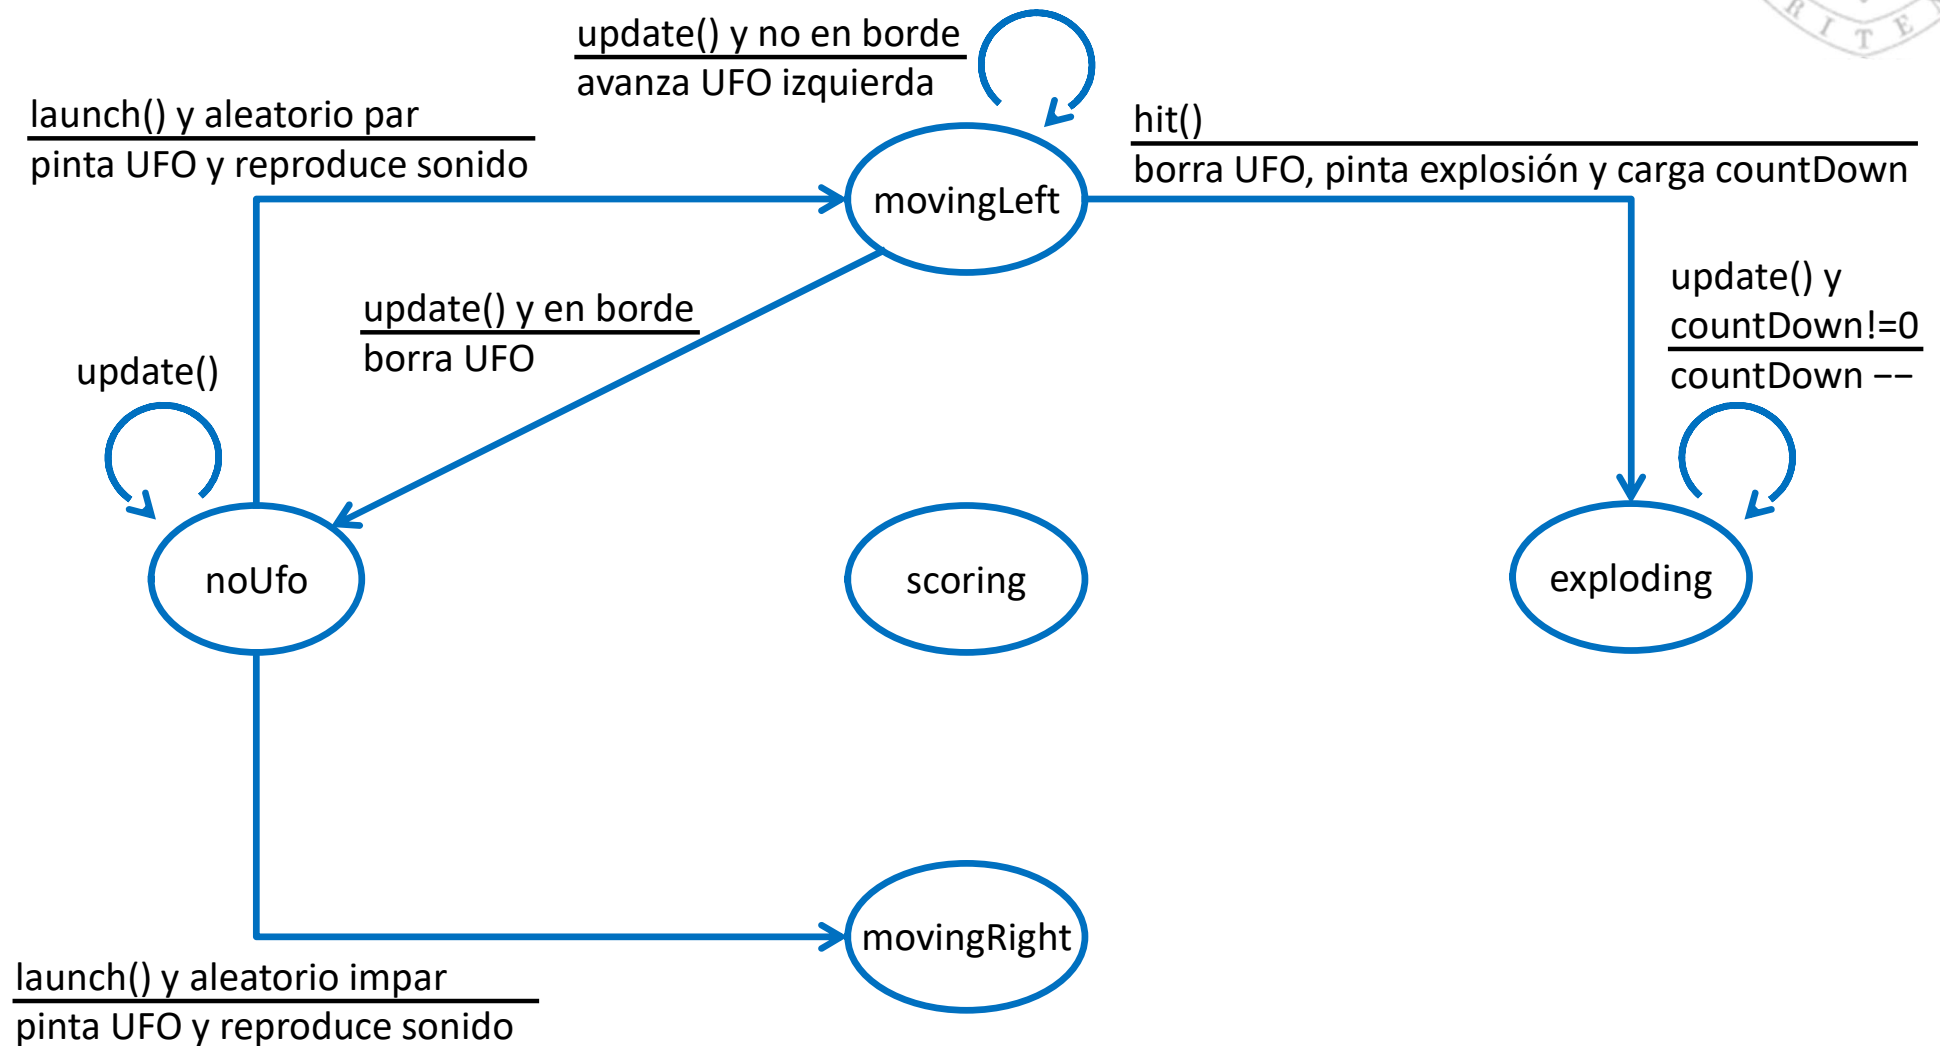 update() y no en borde
avanza UFO izquierda
launch() y aleatorio par
pinta UFO y reproduce sonido
hit()
borra UFO, pinta explosión y carga countDown
movingLeft
update() y
countDown!=0
countDown −−
update() y en borde
borra UFO
update()
noUfo
scoring
exploding
movingRight
launch() y aleatorio impar
pinta UFO y reproduce sonido
R I T E